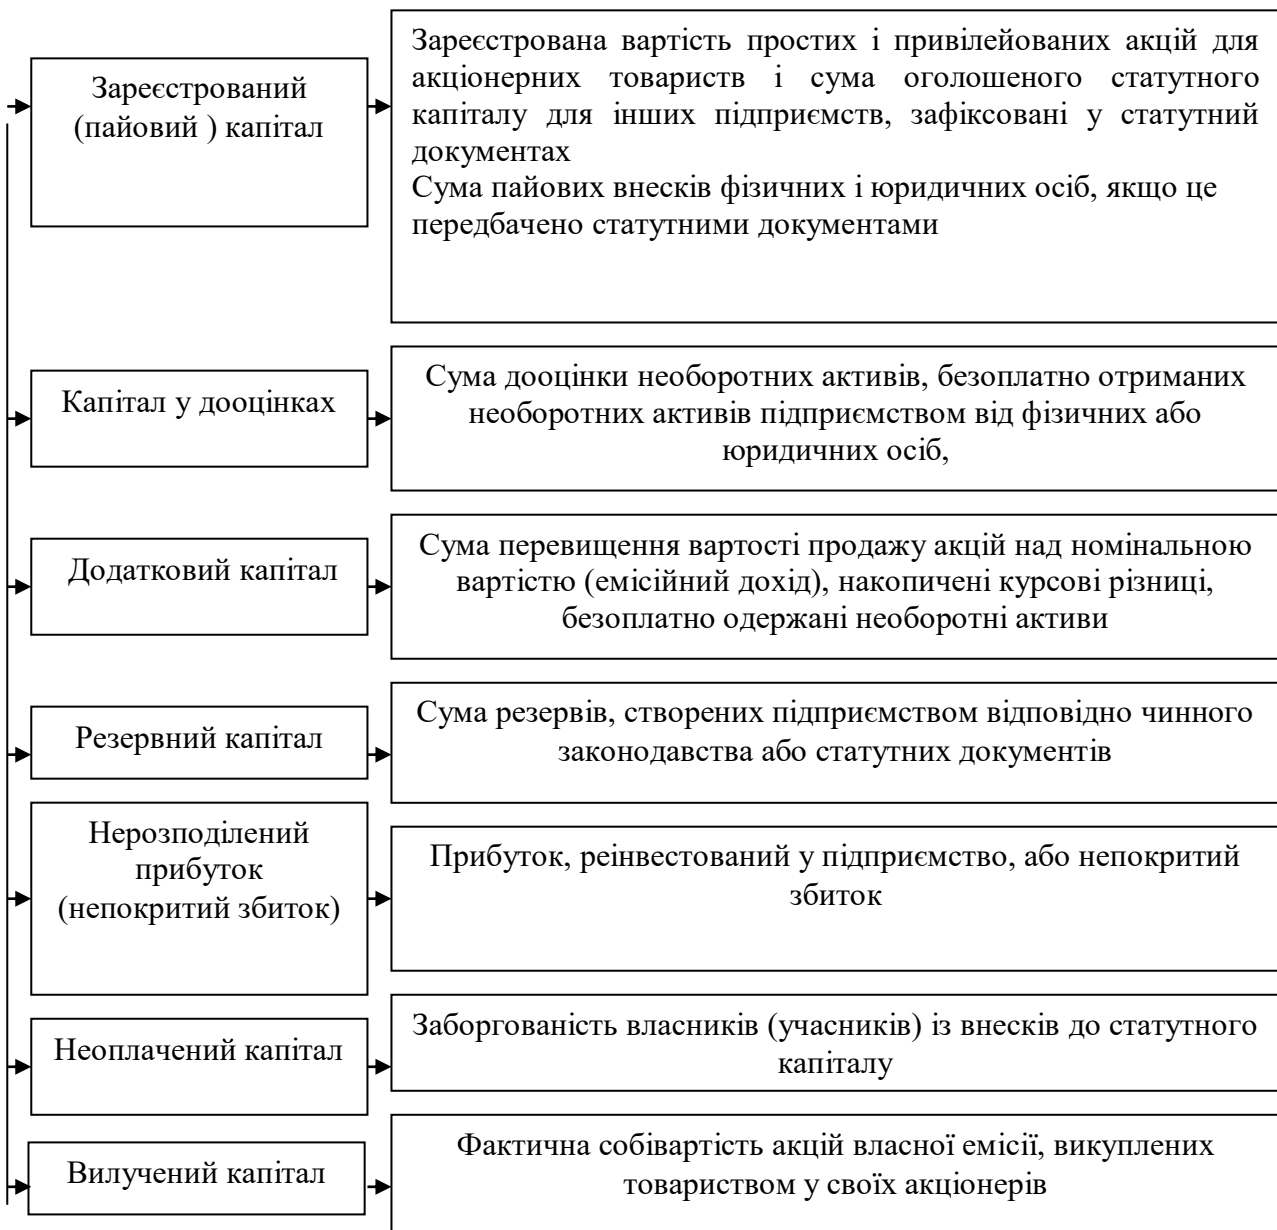 Зареєстрований
(пайовий ) капітал
Зареєстрована вартість простих і привілейованих акцій для
акціонерних товариств і сума оголошеного статутного
капіталу для інших підприємств, зафіксовані у статутний
документах
Сума пайових внесків фізичних і юридичних осіб, якщо це
передбачено статутними документами
Капітал у дооцінках
Сума дооцінки необоротних активів, безоплатно отриманих
необоротних активів підприємством від фізичних або
юридичних осіб,
Додатковий капітал
Сума перевищення вартості продажу акцій над номінальною
вартістю (емісійний дохід), накопичені курсові різниці,
безоплатно одержані необоротні активи
Резервний капітал
Сума резервів, створених підприємством відповідно чинного
законодавства або статутних документів
Нерозподілений
прибуток
(непокритий збиток)
Прибуток, реінвестований у підприємство, або непокритий
збиток
Неоплачений капітал
Заборгованість власників (учасників) із внесків до статутного
капіталу
Вилучений капітал
Фактична собівартість акцій власної емісії, викуплених
товариством у своїх акціонерів